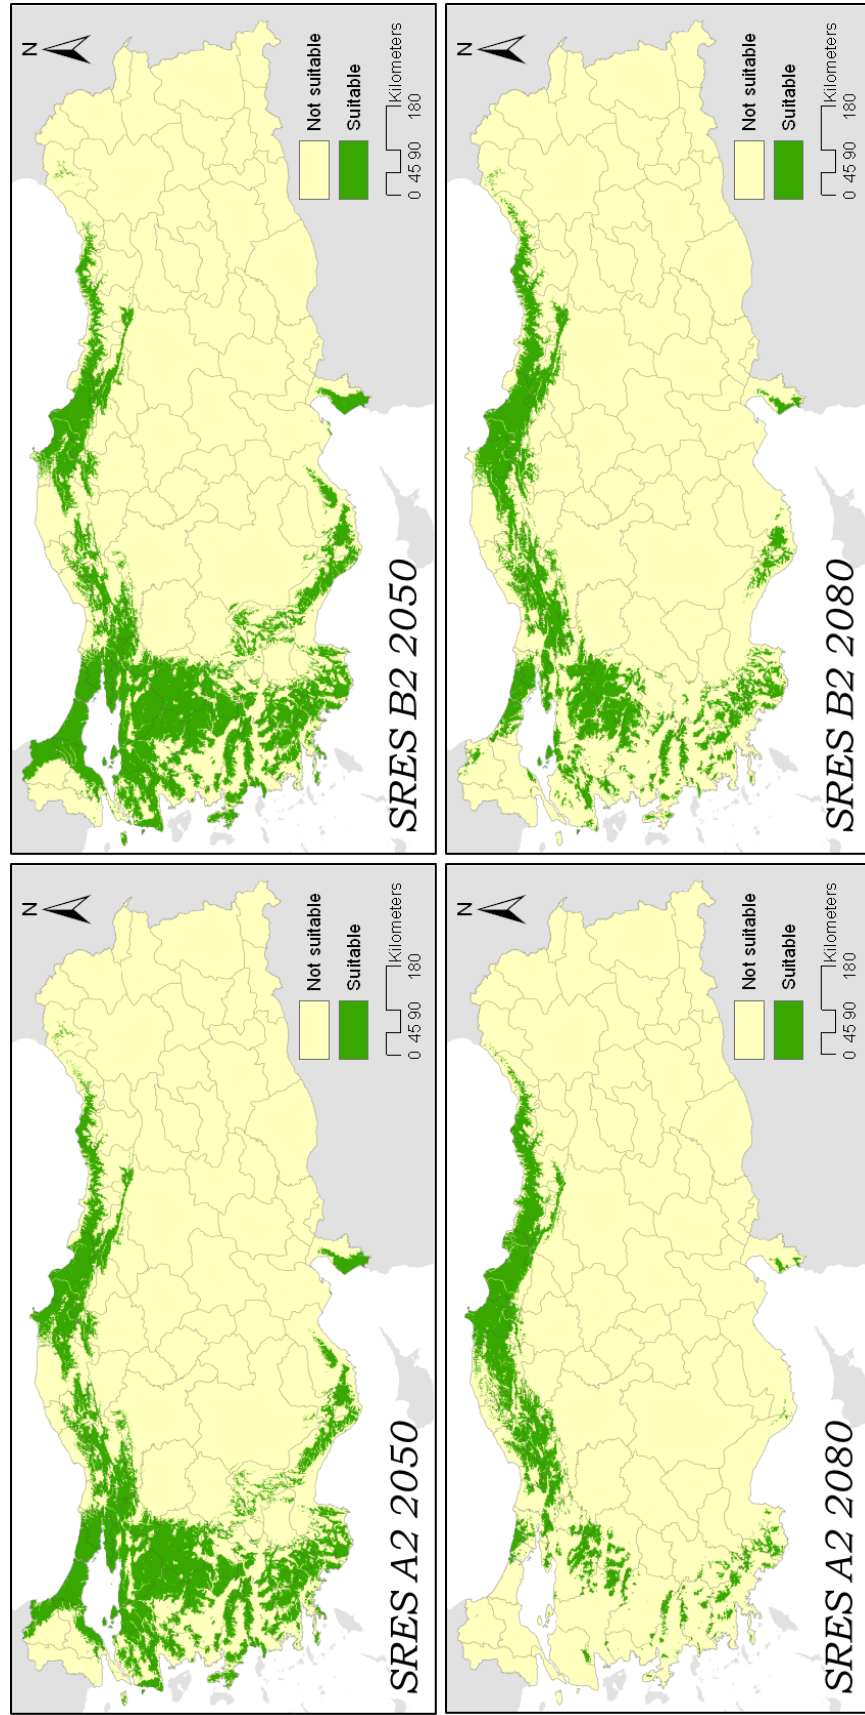 N
Not suitable
Suitable
0 45 90 180
Kilometers
SRES A2 2050
N
Not suitable
Suitable
0 45 90 180
Kilometers
SRES B2 2050
N
Not suitable
Suitable
0 45 90 180
Kilometers
SRES A2 2080
N
Not suitable
Suitable
0 45 90 180
Kilometers
SRES B2 2080